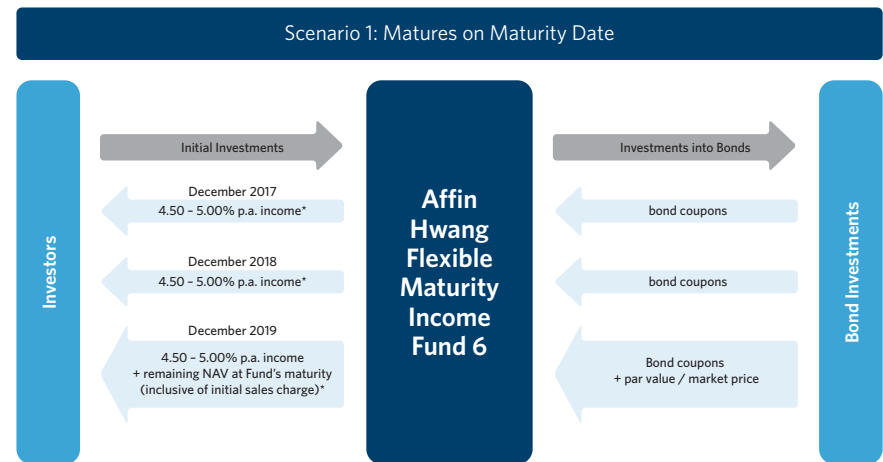 Scenario 1: Matures on Maturity Date
Investors
Initial Investments
December 2017
4.50 – 5.00% p.a. income*
December 2018
4.50 – 5.00% p.a. income*
December 2019
4.50 – 5.00% p.a. income
+ remaining NAV at Fund's maturity
(inclusive of initial sales charge)*
Affin
Hwang
Flexible
Maturity
Income
Fund 6
Investments into Bonds
bond coupons
bond coupons
Bond coupons
+ par value / market price
Bond Investments